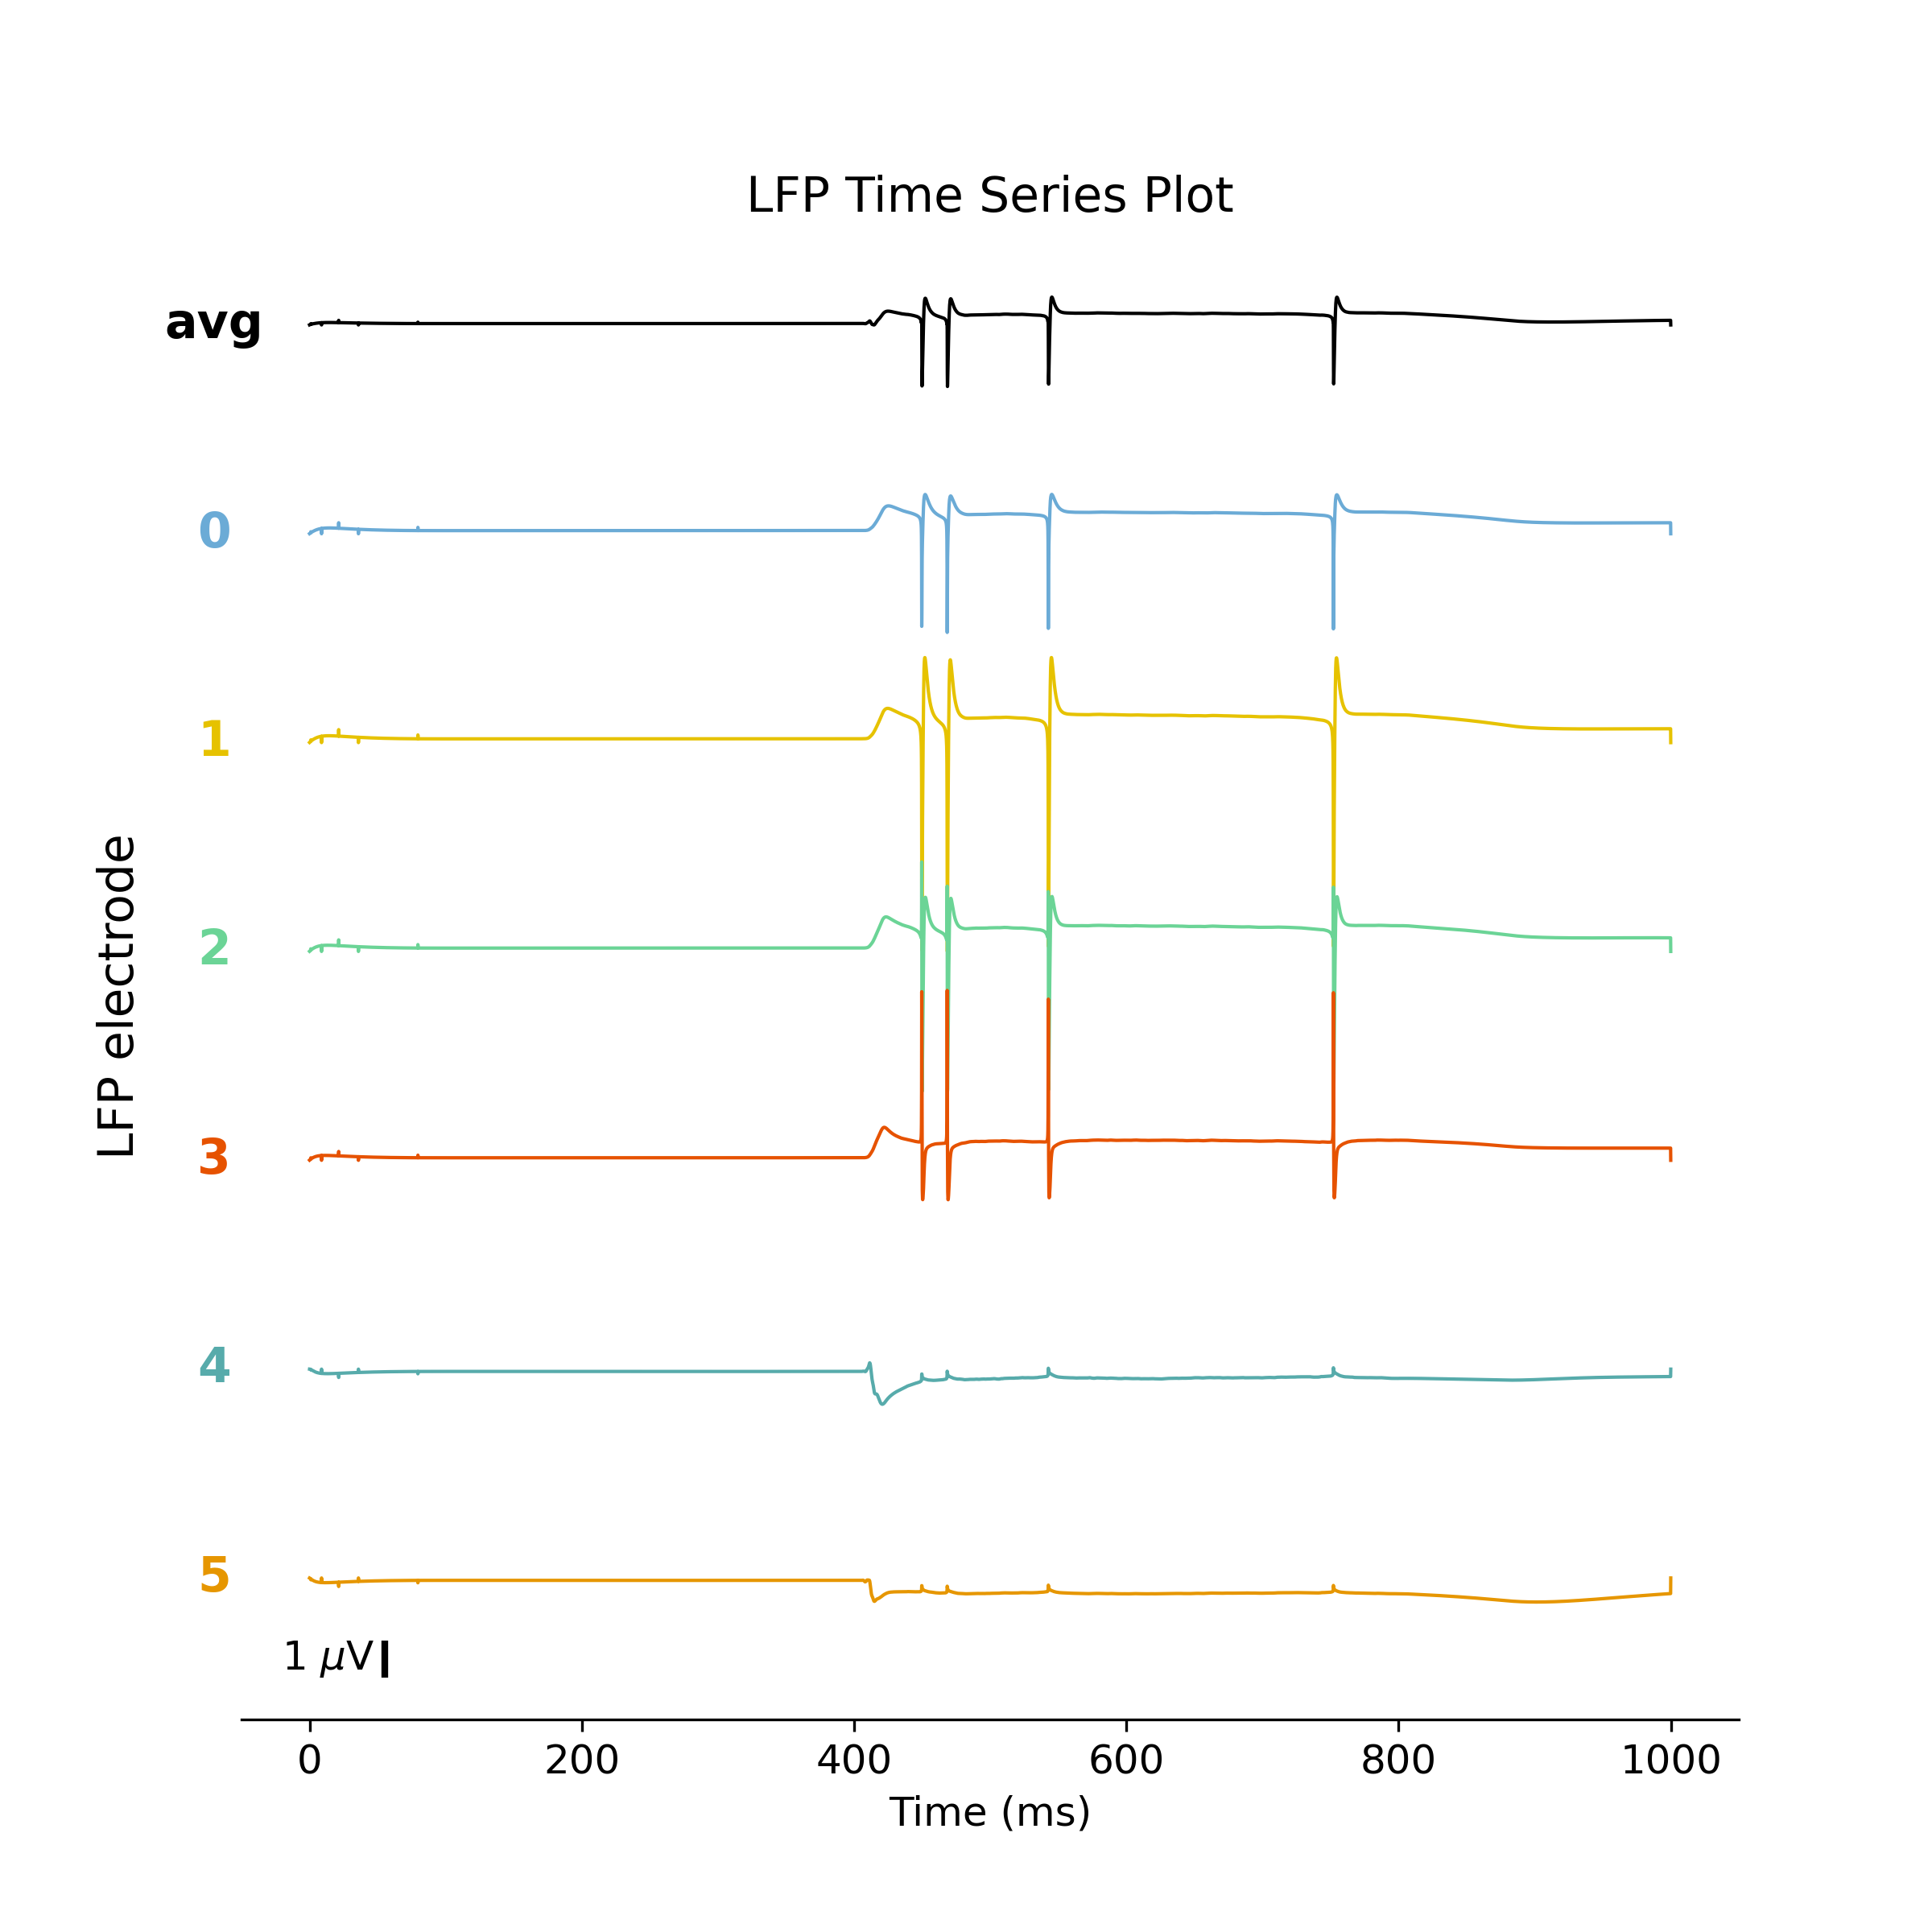 LFP Time Series Plot
avg
0
1
2
3
4
5
LFP electrode
1 μV
0 200 400 600 800 1000
Time (ms)